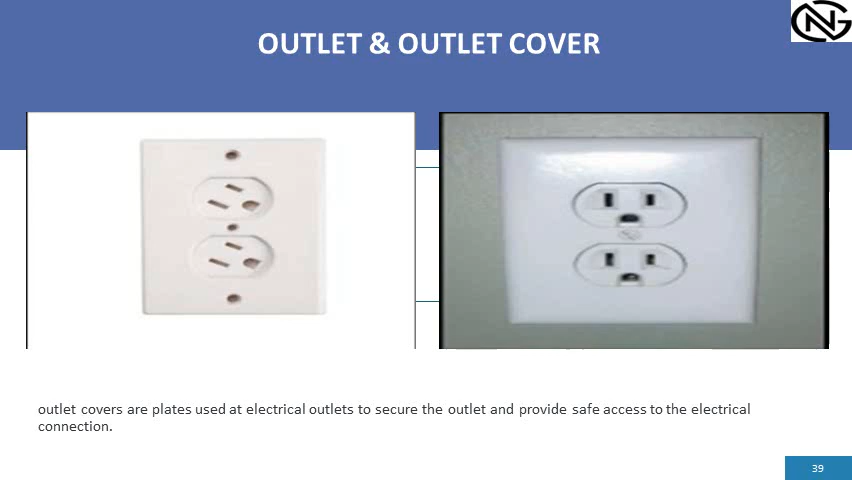 OUTLET & OUTLET COVER
outlet covers are plates used at electrical outlets to secure the outlet and provide safe access to the electrical
connection.
39